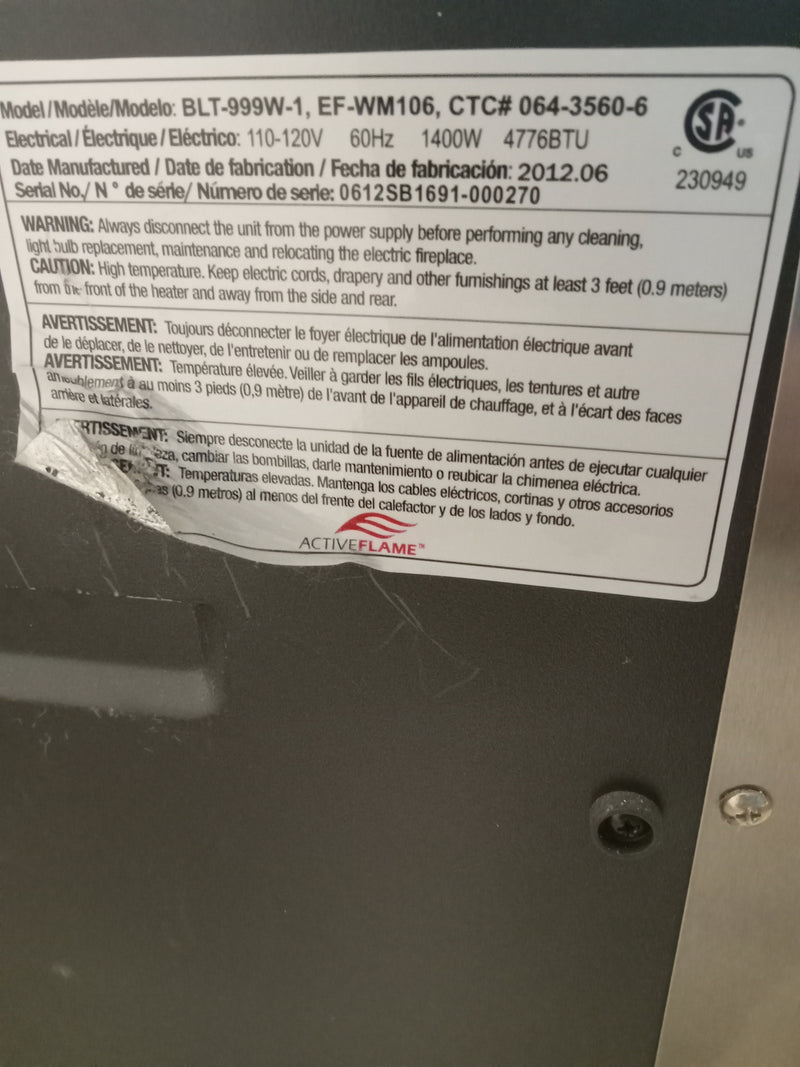 Model/Modèle/Modelo: BLT-999W-1, EF-WM106, CTC# 064-3560-6
Electrical / Électrique / Eléctrico: 110-120V 60Hz 1400W 4776BTU
Date Manufactured / Date de fabrication / Fecha de fabricación: 2012.06
Serial No./ N° de série/ Número de serie: 0612SB1691-000270
SA
C US
230949
WARNING: Always disconnect the unit from the power supply before performing any cleaning,
light bulb replacement, maintenance and relocating the electric fireplace.
CAUTION: High temperature. Keep electric cords, drapery and other furnishings at least 3 feet (0.9 meters)
from the front of the heater and away from the side and rear.
AVERTISSEMENT: Toujours déconnecter le foyer électrique de l'alimentation électrique avant
de le déplacer, de le nettoyer, de l'entretenir ou de remplacer les ampoules.
AVERTISSEMENT: Température élevée. Veiller à garder les fils électriques, les tentures et autre
ameublement à au moins 3 pieds (0,9 mètre) de l'avant de l'appareil de chauffage, et à l'écart des faces
arrière et latérales.
RTISSEMENT: Siempre desconecte la unidad de la fuente de alimentación antes de ejecutar cualquier
de eza, cambiar las bombillas, darle mantenimiento o reubicar la chimenea eléctrica.
T: Temperaturas elevadas. Mantenga los cables eléctricos, cortinas y otros accesorios
as (0.9 metros) al menos del frente del calefactor y de los lados y fondo.
ACTIVEFLAME™